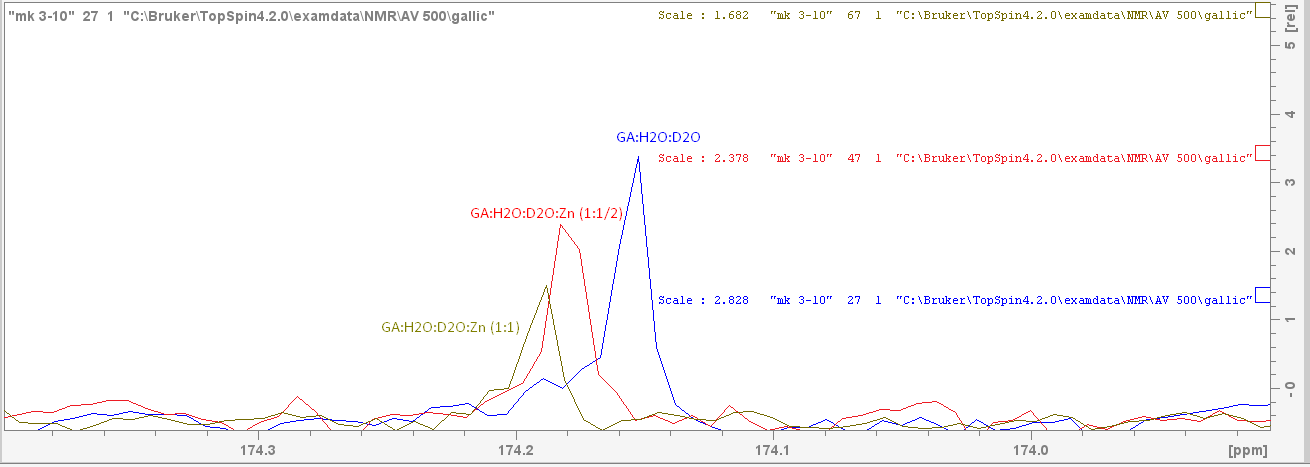 "mk 3-10" 27 1 "C:\Bruker\TopSpin4.2.0\examdata\NMR\AV 500\gallic"
Scale : 1.682 "mk 3-10" 67 1 "C:\Bruker\TopSpin4.2.0\examdata\NMR\AV 500\gallic"
[rel]
5
4
GA:H2O:D2O
Scale : 2.378 "mk 3-10" 47 1 "C:\Bruker\TopSpin4.2.0\examdata\NMR\AV 500\gallic"
3
GA:H2O:D2O:Zn (1:1/2)
2
Scale : 2.828 "mk 3-10" 27 1 "C:\Bruker\TopSpin4.2.0\examdata\NMR\AV 500\gallic"
1
GA:H2O:D2O:Zn (1:1)
- 0
174.3 174.2 174.1 174.0 [ppm]